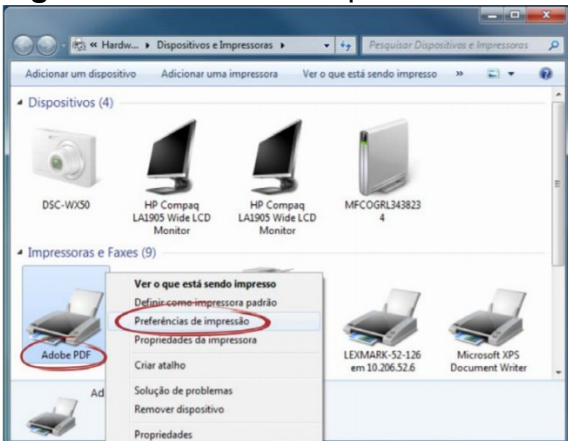 « Hardw... ▸ Dispositivos e Impressoras ▸
Pesquisar Dispositivos e Impressoras
Adicionar um dispositivo Adicionar uma impressora Ver o que está sendo impresso »
Dispositivos (4)
DSC-WX50
HP Compaq
LA1905 Wide LCD
Monitor
HP Compaq
LA1905 Wide LCD
Monitor
MFCOGRL343823
4
Impressoras e Faxes (9)
Adobe PDF
Ver o que está sendo impresso
Definir como impressora padrão
Preferências de impressão
Propriedades da impressora
Criar atalho
Solução de problemas
Remover dispositivo
Propriedades
LEXMARK-52-126
em 10.206.52.6
Microsoft XPS
Document Writer
Ad